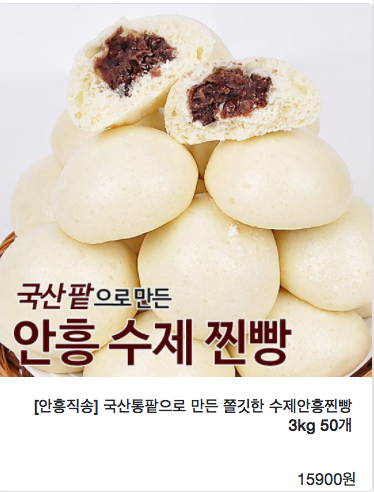 국산 팥으로 만든
안흥 수제 찐빵
[안흥직송] 국산통팥으로 만든 쫄깃한 수제안흥찐빵
3kg 50개
15900원